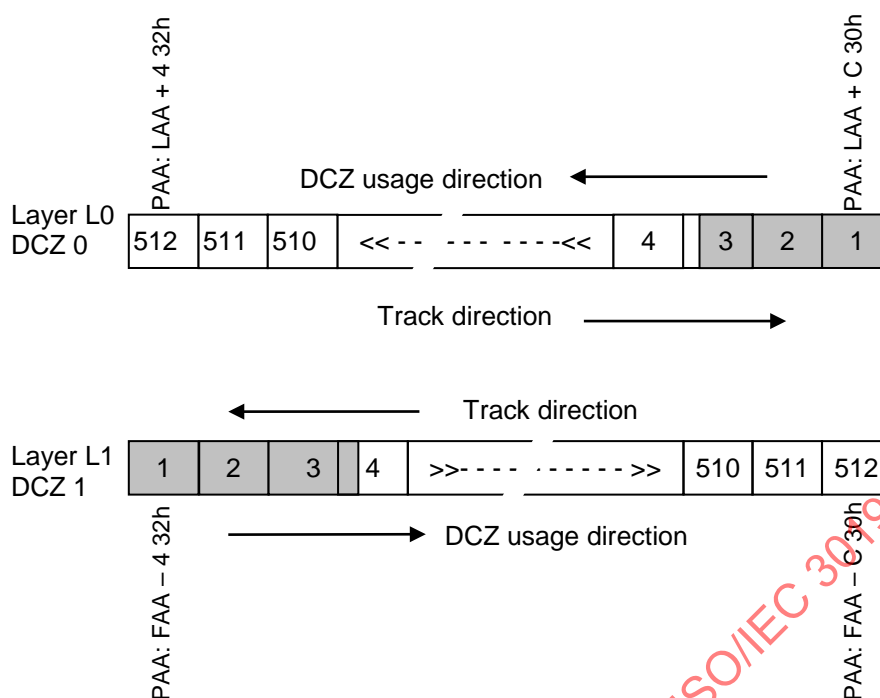 PAA: LAA + 4 32h
PAA: LAA + C 30h
DCZ usage direction
Layer L0
DCZ 0
512 511 510 << - - - - - - - - -<< 4 3 2 1
Track direction
Track direction
Layer L1
DCZ 1
1 2 3 4 >>- - - - - - - - - - >> 510 511 512
DCZ usage direction
PAA: FAA – 4 32h
PAA: FAA – C 30h
SO/IEC 3019